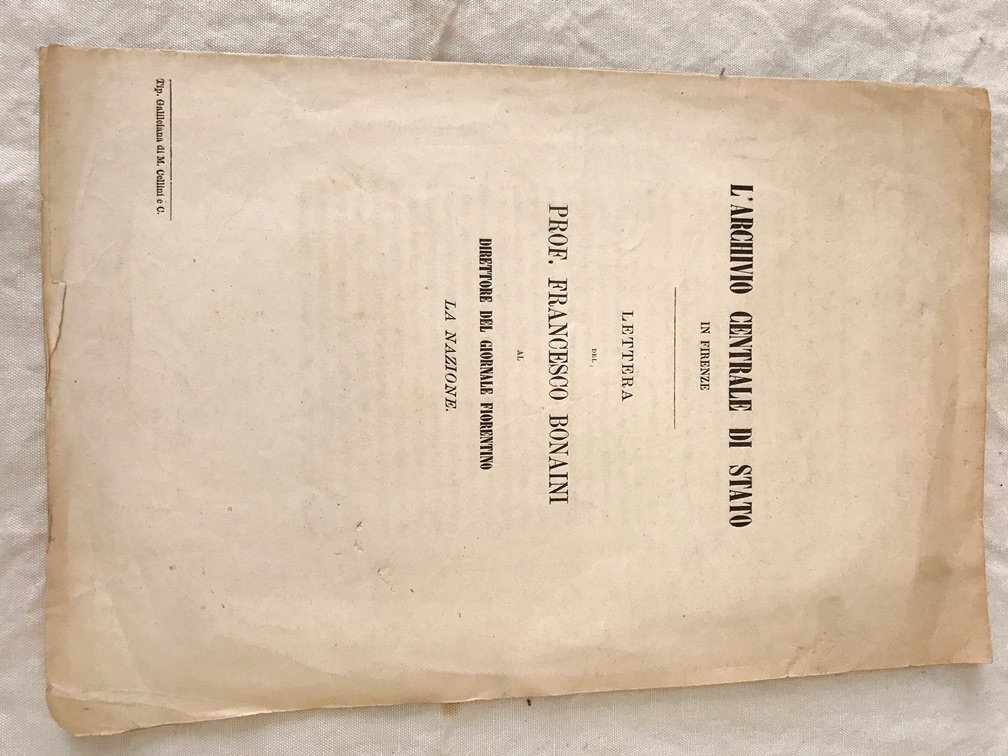 L'ARCHIVIO CENTRALE DI STATO
IN FIRENZE
LETTERA
DEL
PROF. FRANCESCO BONAINI
AL
DIRETTORE DEL GIORNALE FIORENTINO
LA NAZIONE.
Tip. Galileiana di M. Cellini e C.